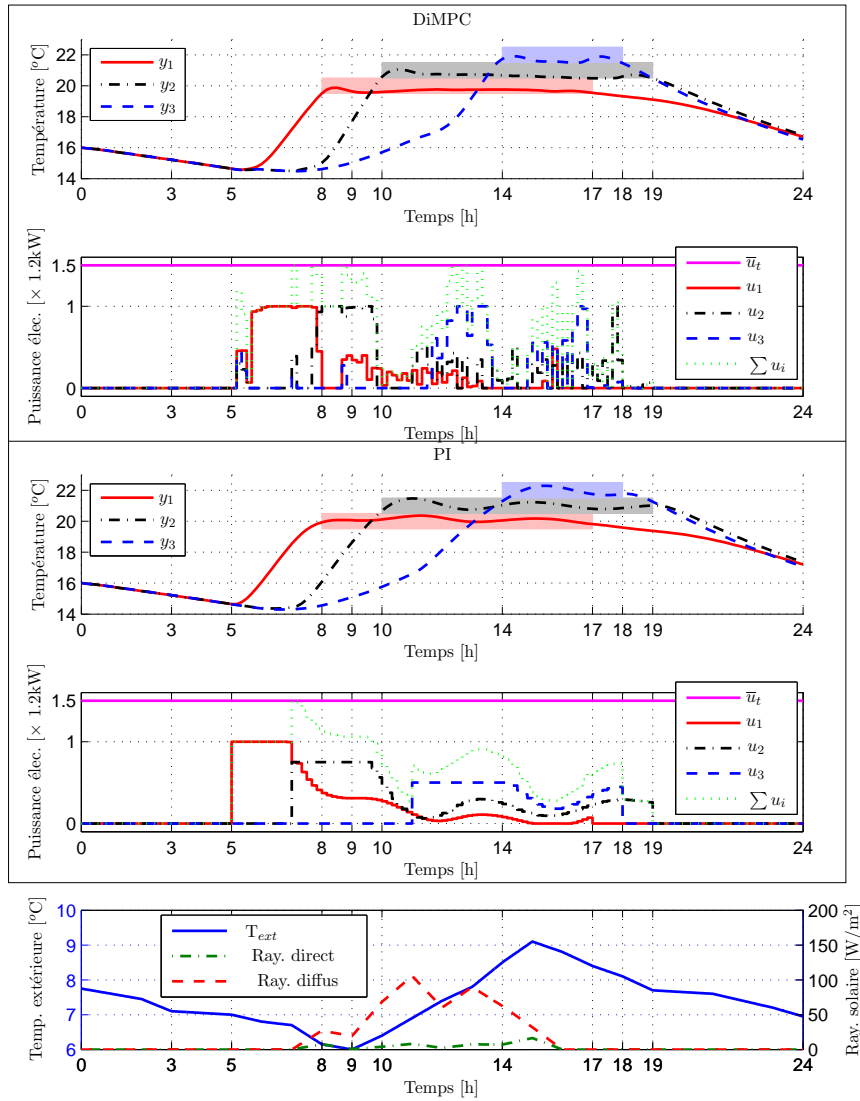 DiMPC
Température [°C]
22
20
18
16
14
y₁
y₂
y₃
0 3 5 8 9 10 14 17 18 19 24
Temps [h]
Puissance élec. [× 1.2kW]
1.5
1
0
u̅ₜ
u₁
u₂
u₃
∑ uᵢ
0 3 5 8 9 10 14 17 18 19 24
Temps [h]
PI
Température [°C]
22
20
18
16
14
y₁
y₂
y₃
0 3 5 8 9 10 14 17 18 19 24
Temps [h]
Puissance élec. [× 1.2kW]
1.5
1
0
u̅ₜ
u₁
u₂
u₃
∑ uᵢ
0 3 5 8 9 10 14 17 18 19 24
Temps [h]
Temp. extérieure [°C]
10
9
8
7
6
T_ext
Ray. direct
Ray. diffus
200
150
100
50
0
Ray. solaire [W/m²]
0 3 5 8 9 10 14 17 18 19 24
Temps [h]